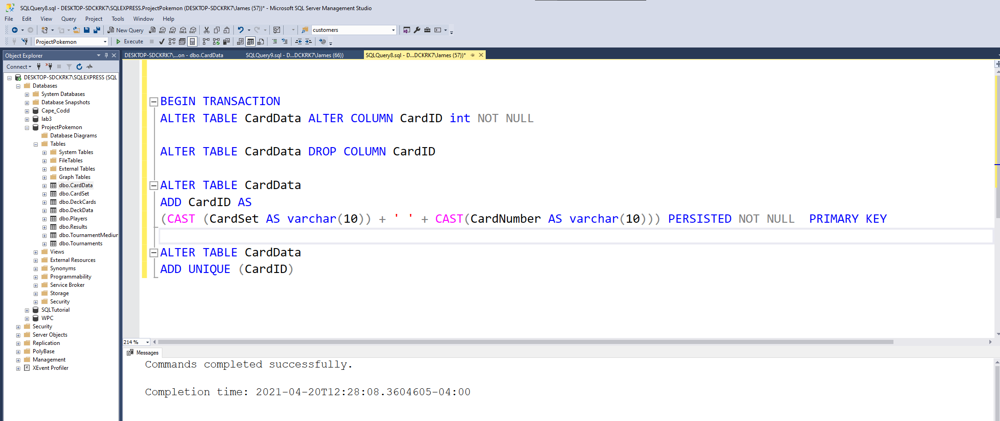 SQLQuery8.sql - DESKTOP-SDCKRK7\SQLEXPRESS.ProjectPokemon (DESKTOP-SDCKRK7\James (57))* - Microsoft SQL Server Management Studio
File Edit View Query Project Tools Window Help
New Query MDX DMX XMLA DAX customers
ProjectPokemon Execute
Object Explorer
DESKTOP-SDCKRK7\...on - dbo.CardData SQLQuery9.sql - D...DCKRK7\James (66)) SQLQuery8.sql - D...DCKRK7\James (57))*
Connect
DESKTOP-SDCKRK7\SQLEXPRESS (SQL
Databases
System Databases
Database Snapshots
Cape_Codd
lab3
ProjectPokemon
Database Diagrams
Tables
System Tables
FileTables
External Tables
Graph Tables
dbo.CardData
dbo.CardSet
dbo.DeckCards
dbo.DeckData
dbo.Players
dbo.Results
dbo.TournamentMediur
dbo.Tournaments
Views
External Resources
Synonyms
Programmability
Service Broker
Storage
Security
SQLTutorial
WPC
Security
Server Objects
Replication
PolyBase
Management
XEvent Profiler
BEGIN TRANSACTION
ALTER TABLE CardData ALTER COLUMN CardID int NOT NULL
ALTER TABLE CardData DROP COLUMN CardID
ALTER TABLE CardData
ADD CardID AS
(CAST (CardSet AS varchar(10)) + ' ' + CAST(CardNumber AS varchar(10))) PERSISTED NOT NULL  PRIMARY KEY
ALTER TABLE CardData
ADD UNIQUE (CardID)
214 %
Messages
Commands completed successfully.
Completion time: 2021-04-20T12:28:08.3604605-04:00